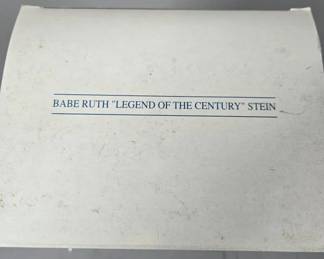 BABE RUTH "LEGEND OF THE CENTURY" STEIN